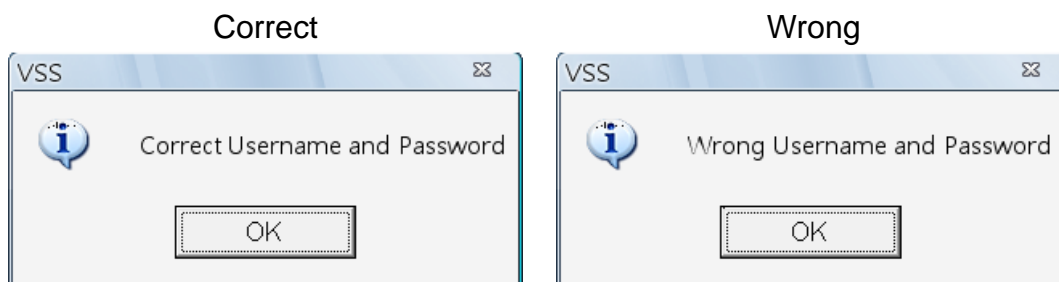 Correct
Wrong
VSS
VSS
Correct Username and Password
Wrong Username and Password
OK
OK